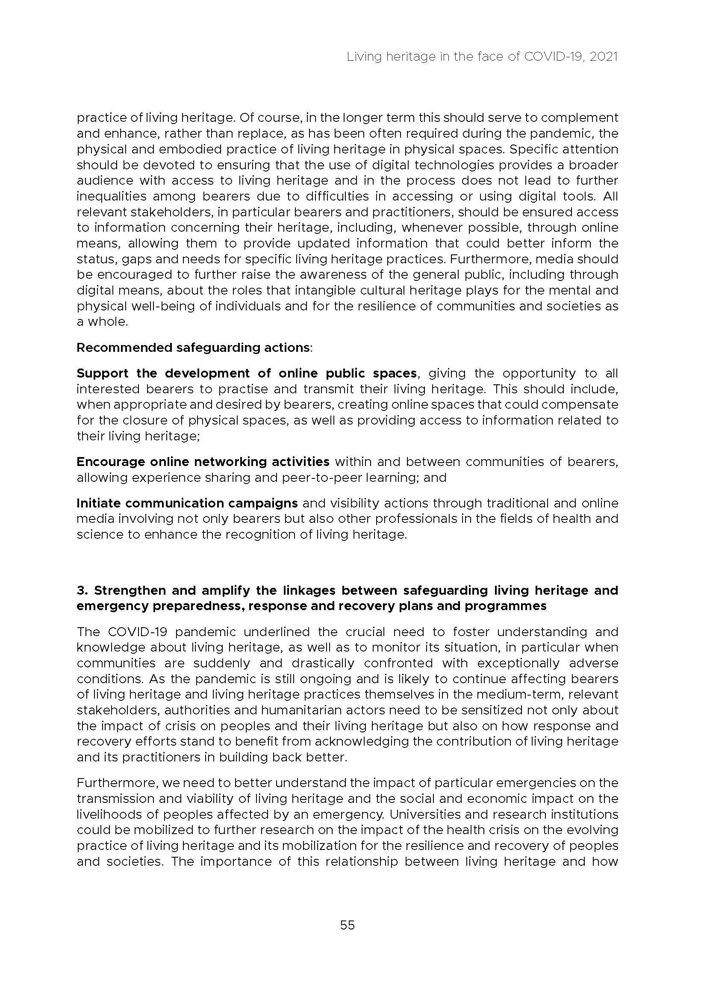 Living heritage in the face of COVID-19, 2021
practice of living heritage. Of course, in the longer term this should serve to complement
and enhance, rather than replace, as has been often required during the pandemic, the
physical and embodied practice of living heritage in physical spaces. Specific attention
should be devoted to ensuring that the use of digital technologies provides a broader
audience with access to living heritage and in the process does not lead to further
inequalities among bearers due to difficulties in accessing or using digital tools. All
relevant stakeholders, in particular bearers and practitioners, should be ensured access
to information concerning their heritage, including, whenever possible, through online
means, allowing them to provide updated information that could better inform the
status, gaps and needs for specific living heritage practices. Furthermore, media should
be encouraged to further raise the awareness of the general public, including through
digital means, about the roles that intangible cultural heritage plays for the mental and
physical well-being of individuals and for the resilience of communities and societies as
a whole.
Recommended safeguarding actions:
Support the development of online public spaces, giving the opportunity to all
interested bearers to practise and transmit their living heritage. This should include,
when appropriate and desired by bearers, creating online spaces that could compensate
for the closure of physical spaces, as well as providing access to information related to
their living heritage;
Encourage online networking activities within and between communities of bearers,
allowing experience sharing and peer-to-peer learning; and
Initiate communication campaigns and visibility actions through traditional and online
media involving not only bearers but also other professionals in the fields of health and
science to enhance the recognition of living heritage.
3. Strengthen and amplify the linkages between safeguarding living heritage and
emergency preparedness, response and recovery plans and programmes
The COVID-19 pandemic underlined the crucial need to foster understanding and
knowledge about living heritage, as well as to monitor its situation, in particular when
communities are suddenly and drastically confronted with exceptionally adverse
conditions. As the pandemic is still ongoing and is likely to continue affecting bearers
of living heritage and living heritage practices themselves in the medium-term, relevant
stakeholders, authorities and humanitarian actors need to be sensitized not only about
the impact of crisis on peoples and their living heritage but also on how response and
recovery efforts stand to benefit from acknowledging the contribution of living heritage
and its practitioners in building back better.
Furthermore, we need to better understand the impact of particular emergencies on the
transmission and viability of living heritage and the social and economic impact on the
livelihoods of peoples affected by an emergency. Universities and research institutions
could be mobilized to further research on the impact of the health crisis on the evolving
practice of living heritage and its mobilization for the resilience and recovery of peoples
and societies. The importance of this relationship between living heritage and how
55